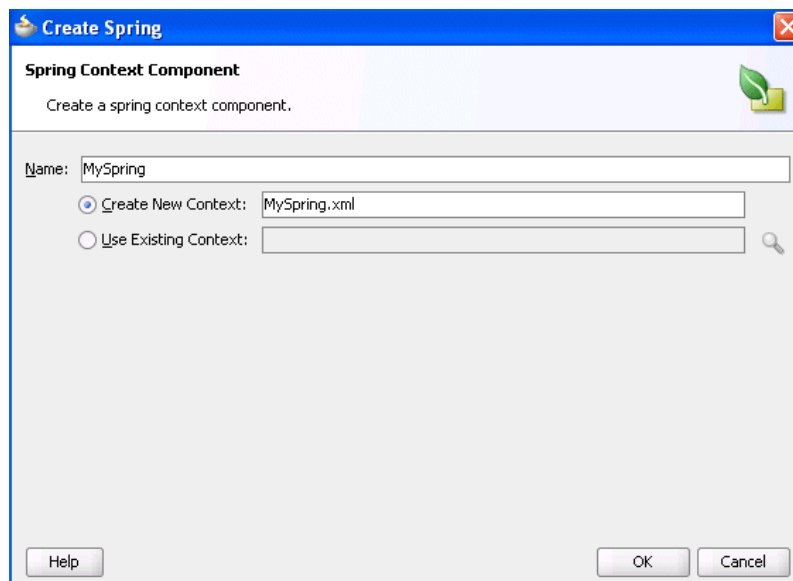 Create Spring
Spring Context Component
Create a spring context component.
Name: MySpring
Create New Context: MySpring.xml
Use Existing Context:
Help OK Cancel